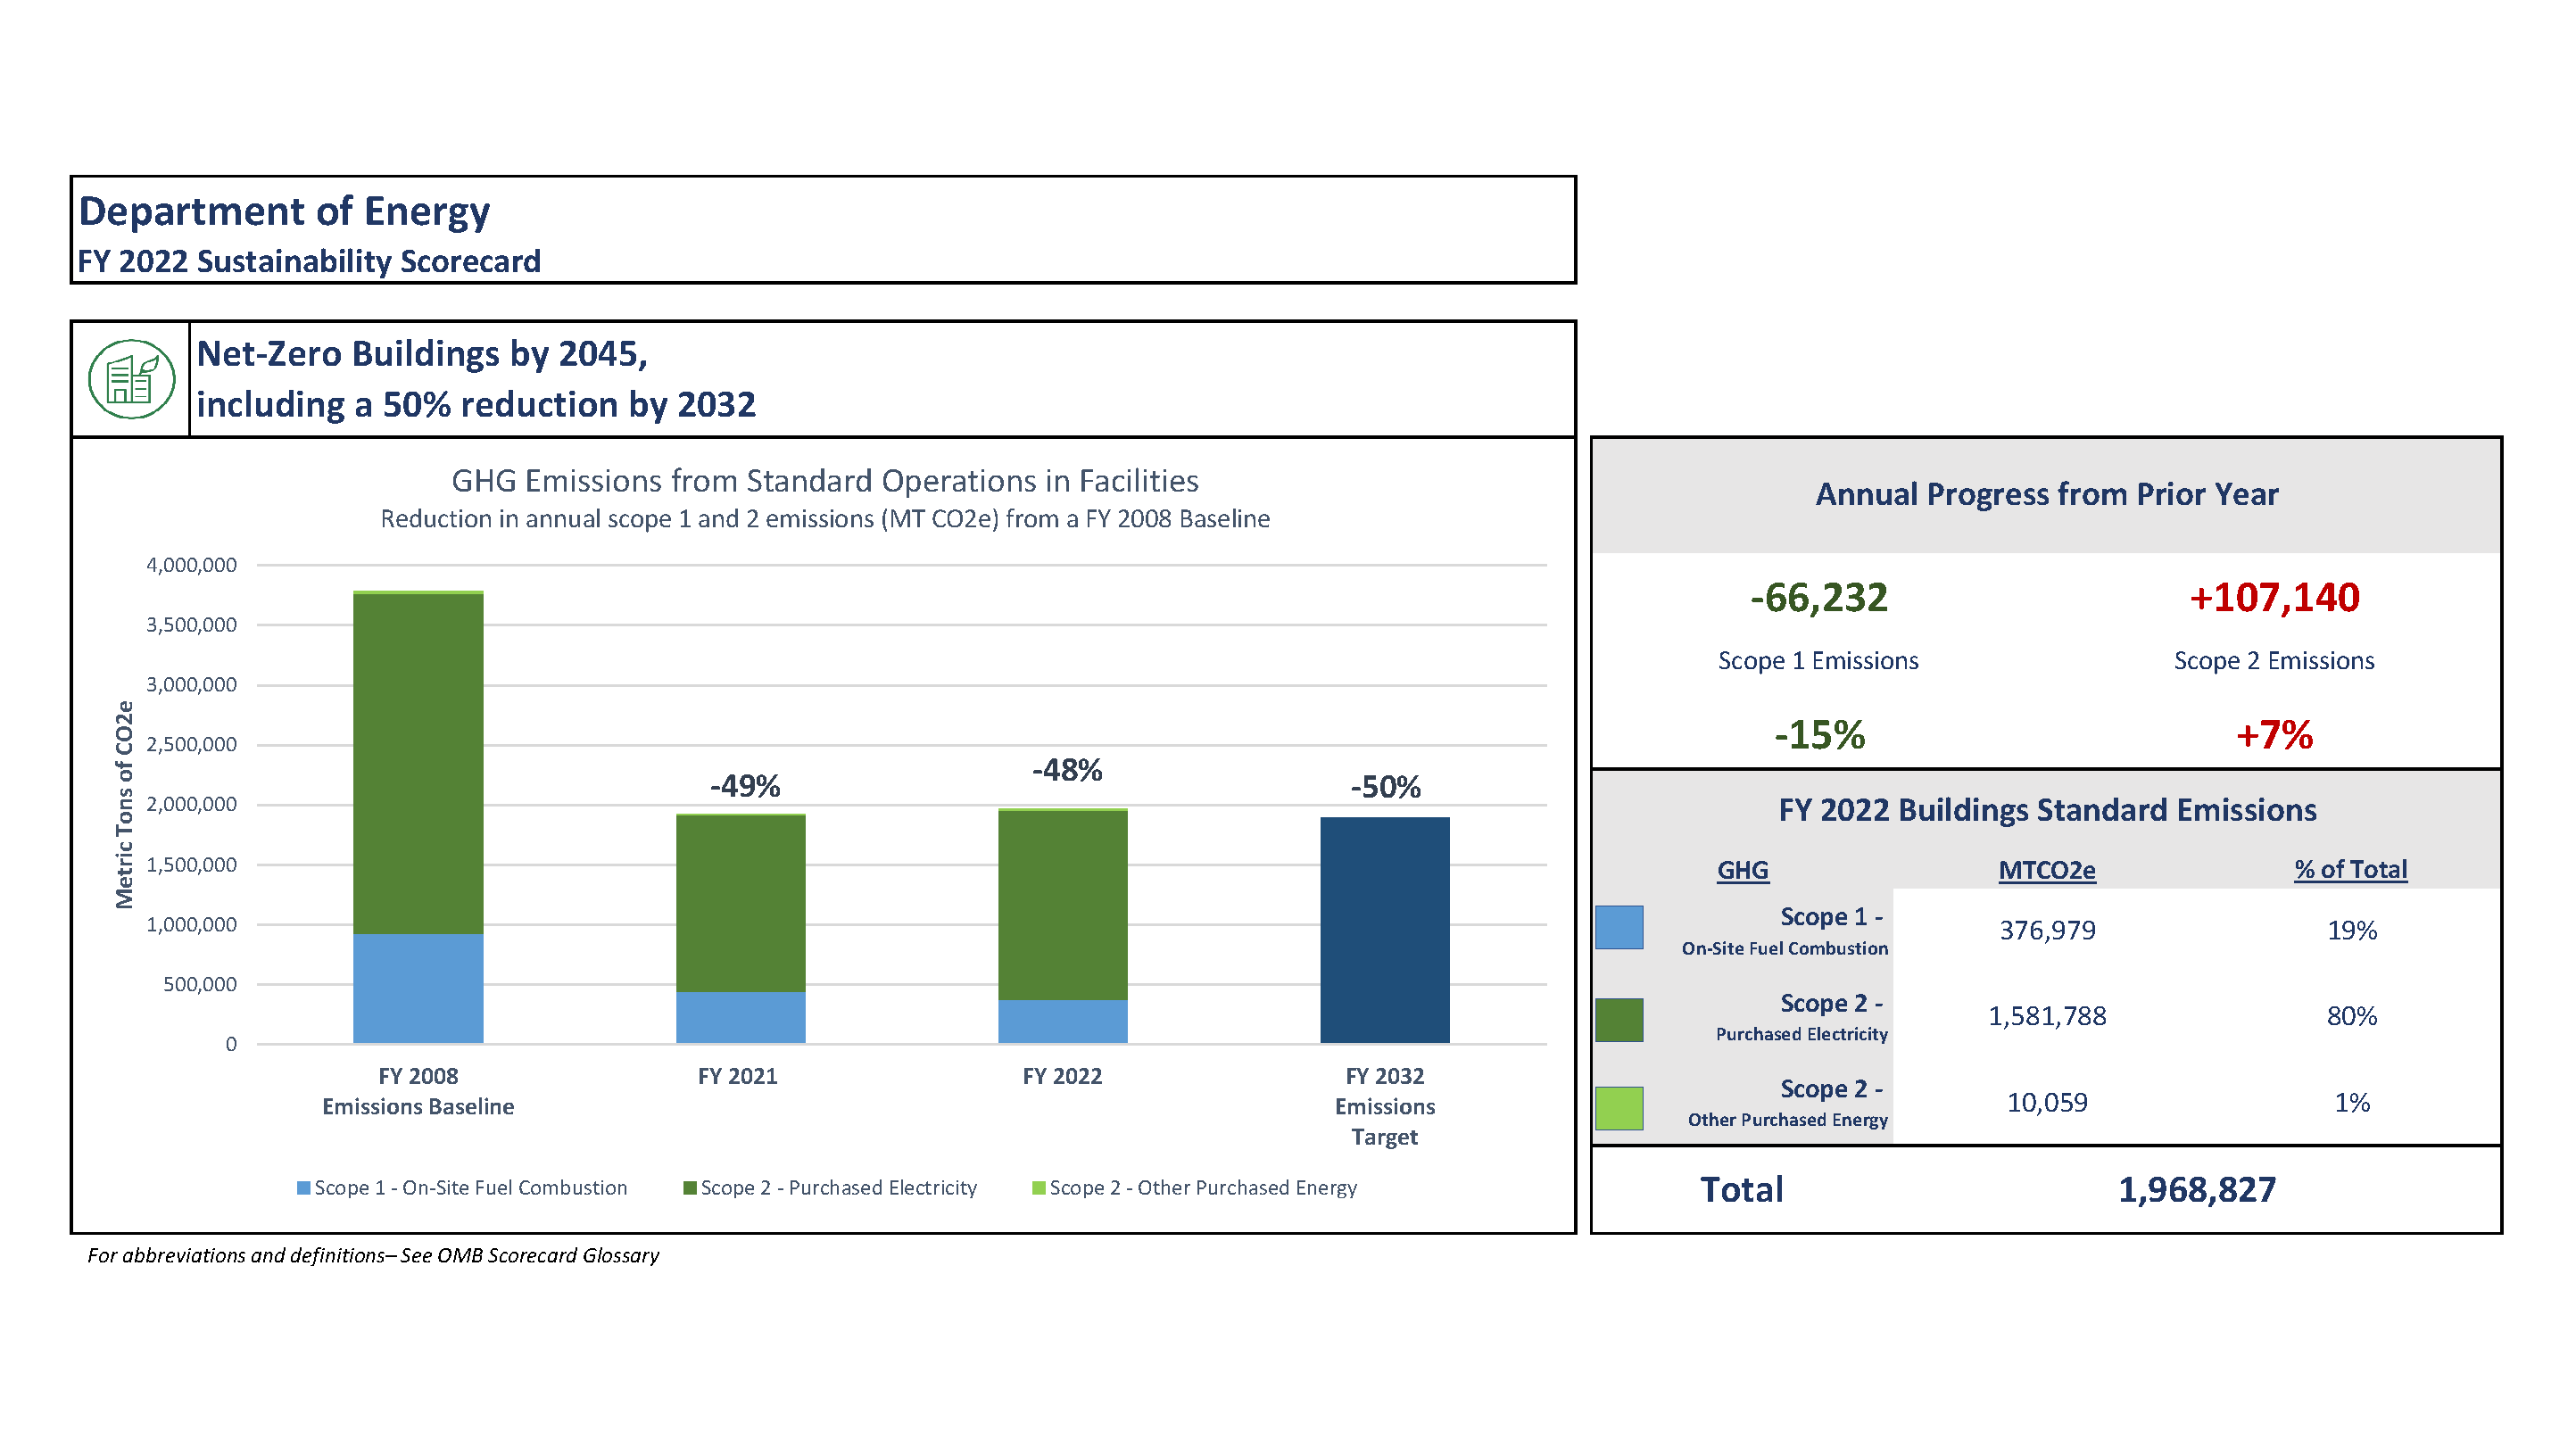 Department of Energy
FY 2022 Sustainability Scorecard
Net-Zero Buildings by 2045,
including a 50% reduction by 2032
GHG Emissions from Standard Operations in Facilities
Reduction in annual scope 1 and 2 emissions (MT CO2e) from a FY 2008 Baseline
Metric Tons of CO2e
4,000,000
3,500,000
3,000,000
2,500,000
2,000,000
1,500,000
1,000,000
500,000
0
-49%
-48%
-50%
FY 2008
Emissions Baseline
FY 2021
FY 2022
FY 2032
Emissions
Target
Scope 1 - On-Site Fuel Combustion
Scope 2 - Purchased Electricity
Scope 2 - Other Purchased Energy
Annual Progress from Prior Year
-66,232 +107,140
Scope 1 Emissions Scope 2 Emissions
-15% +7%
FY 2022 Buildings Standard Emissions
GHG MTCO2e % of Total
Scope 1 -
On-Site Fuel Combustion
376,979 19%
Scope 2 -
Purchased Electricity
1,581,788 80%
Scope 2 -
Other Purchased Energy
10,059 1%
Total 1,968,827
For abbreviations and definitions– See OMB Scorecard Glossary